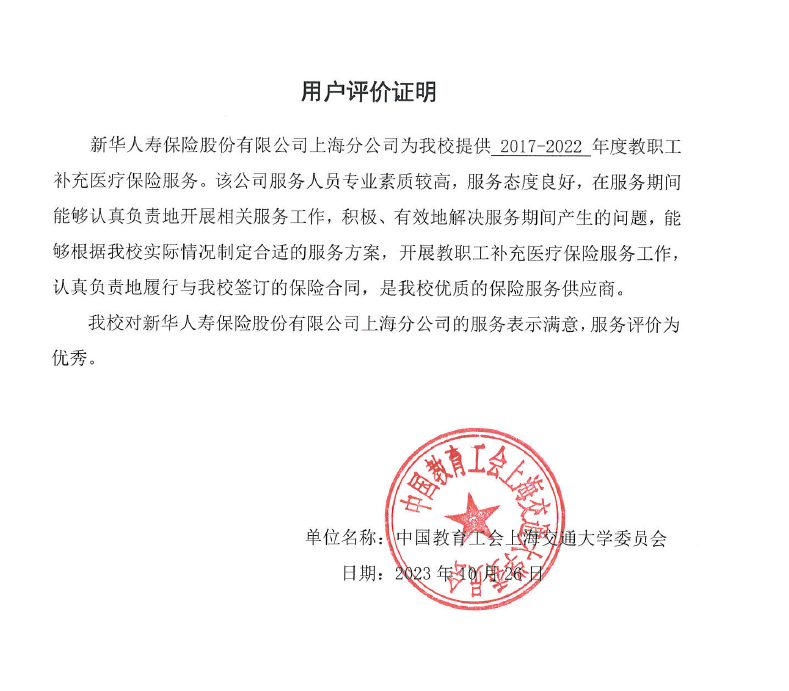 用户评价证明
新华人寿保险股份有限公司上海分公司为我校提供 2017-2022 年度教职工
补充医疗保险服务。该公司服务人员专业素质较高，服务态度良好，在服务期间
能够认真负责地开展相关服务工作，积极、有效地解决服务期间产生的问题，能
够根据我校实际情况制定合适的服务方案，开展教职工补充医疗保险服务工作，
认真负责地履行与我校签订的保险合同，是我校优质的保险服务供应商。
我校对新华人寿保险股份有限公司上海分公司的服务表示满意，服务评价为
优秀。
中国教育工会上海交通大学委员会
单位名称：中国教育工会上海交通大学委员会
日期：2023 年 10 月 26 日